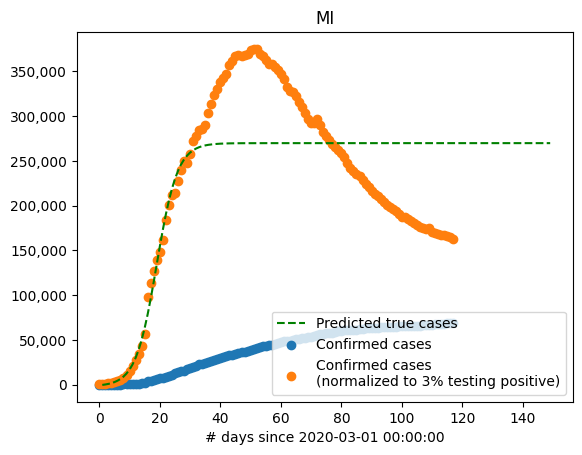 MI
350,000
300,000
250,000
200,000
150,000
100,000
50,000
0
Predicted true cases
Confirmed cases
Confirmed cases
(normalized to 3% testing positive)
0 20 40 60 80 100 120 140
# days since 2020-03-01 00:00:00